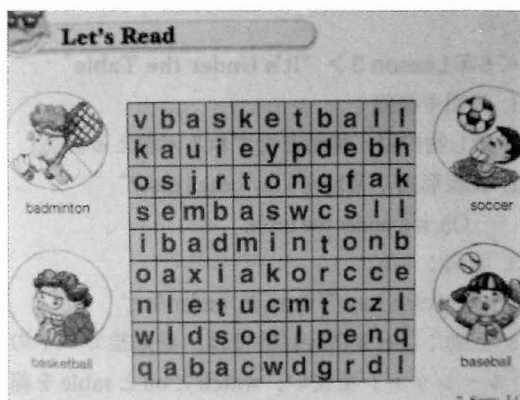 Let's Read
badminton
basketball
v b a s k e t b a l l
k a u i e y p d e b h
o s j r t o n g f a k
s e m b a s w c s l l
i b a d m i n t o n b
o a x i a k o r c c e
n l e t u c m t c z l
w l d s o c l p e n q
q a b a c w d g r d l
soccer
baseball